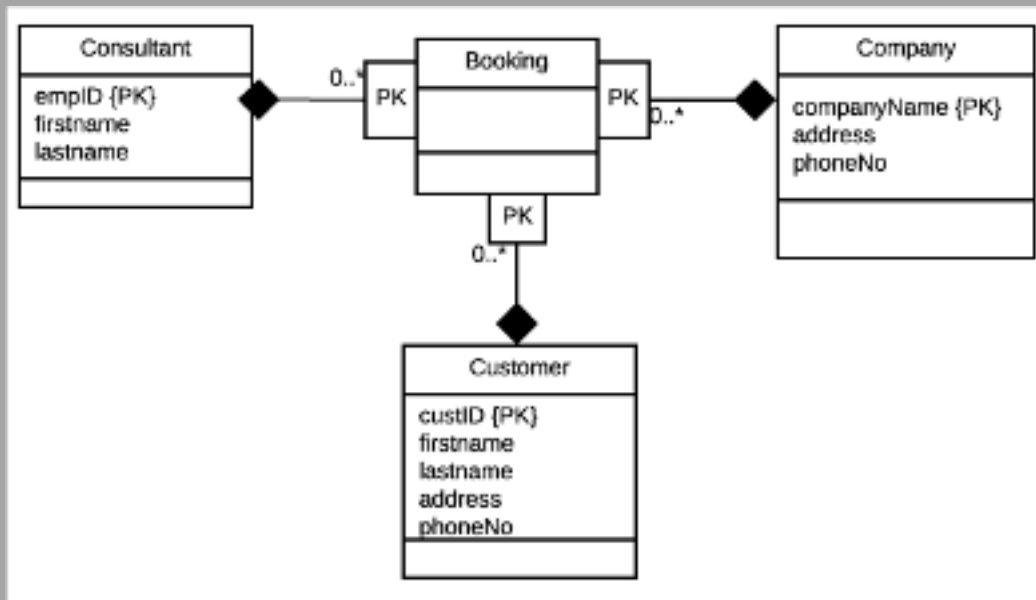 Consultant
empID {PK}
firstname
lastname
0..*
PK
Booking
PK
0..*
PK
0..*
Company
companyName {PK}
address
phoneNo
Customer
custID {PK}
firstname
lastname
address
phoneNo